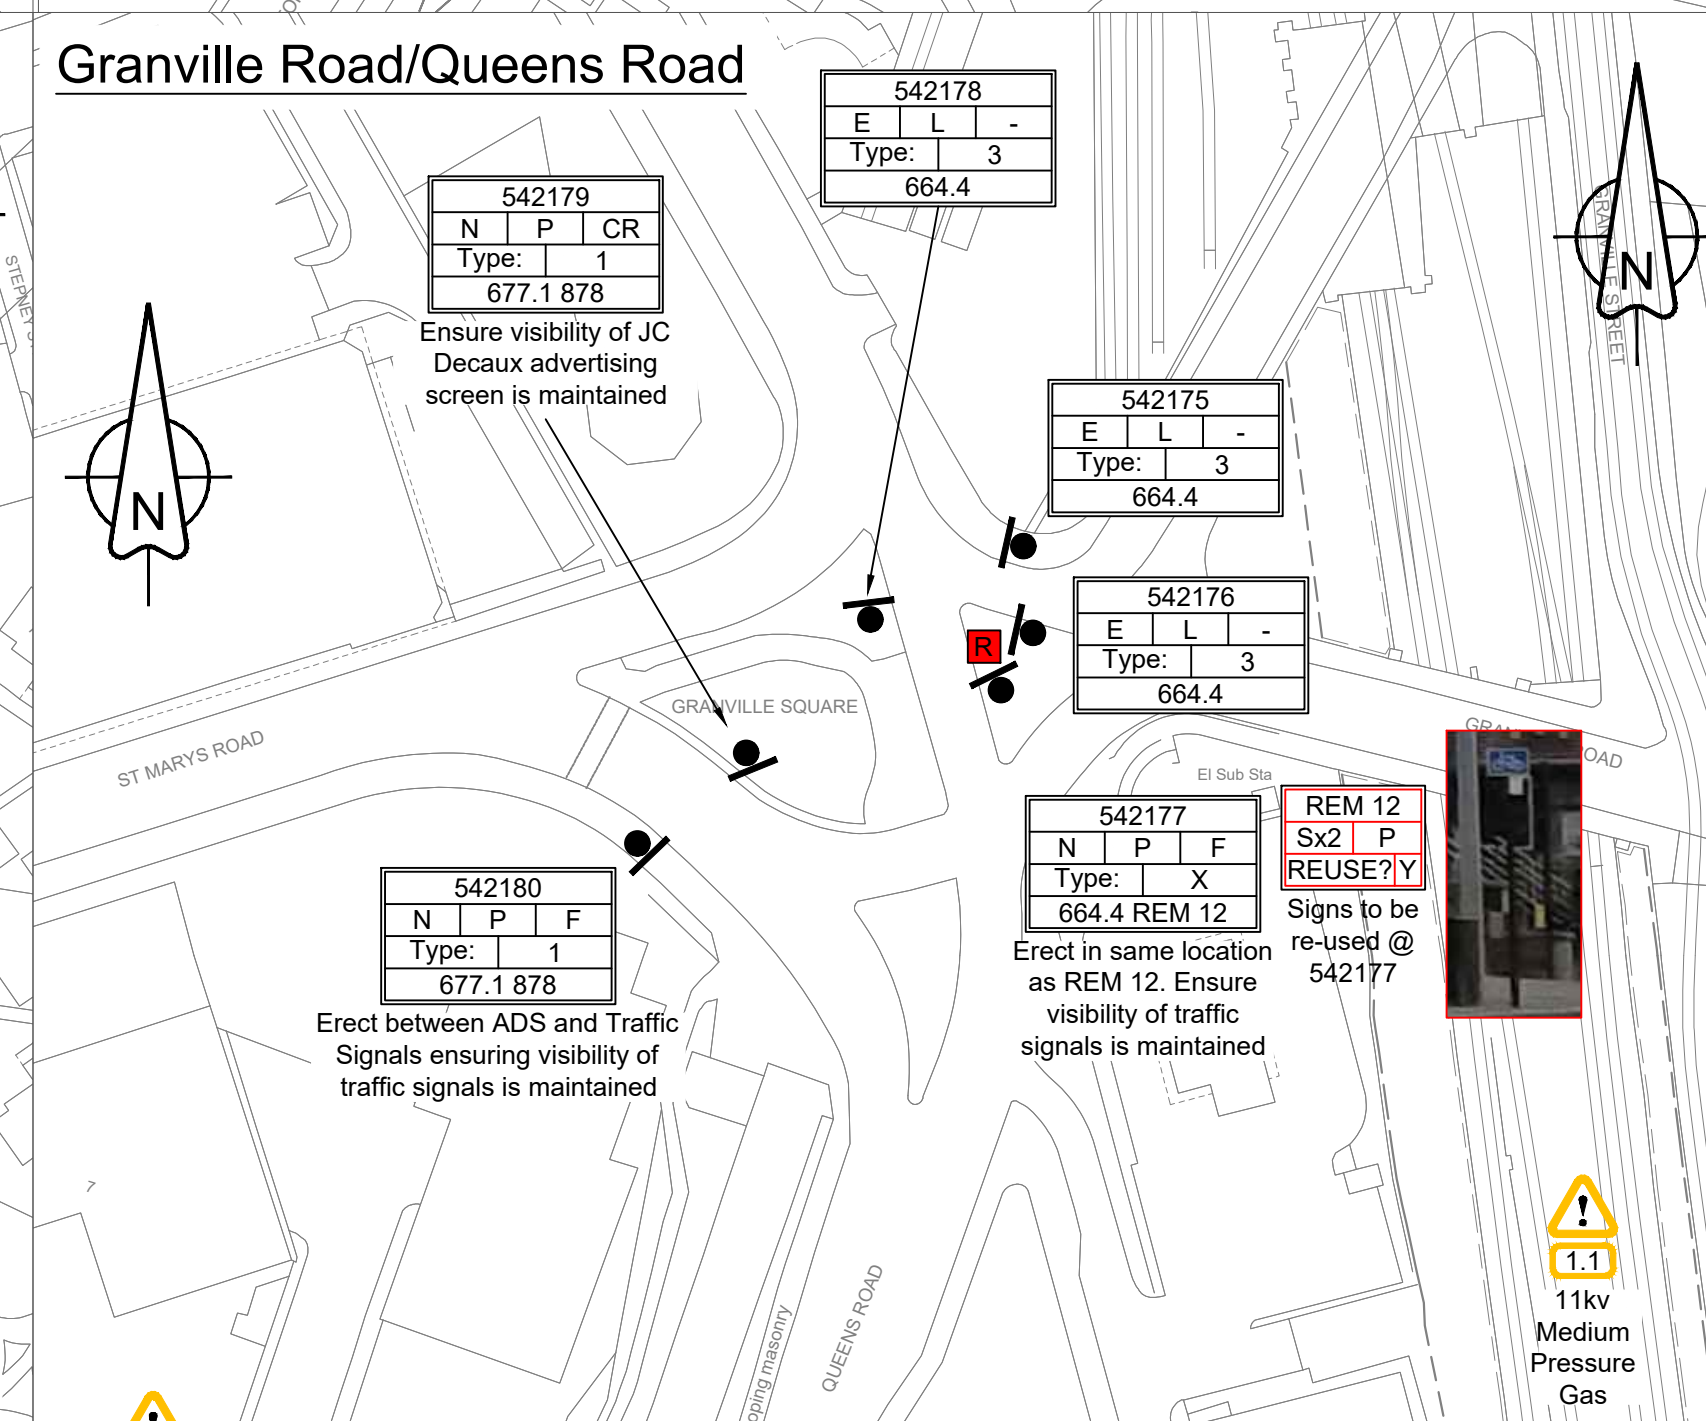 Granville Road/Queens Road
542178
E L -
Type: 3
664.4
542179
N P CR
Type: 1
677.1 878
Ensure visibility of JC
Decaux advertising
screen is maintained
542175
E L -
Type: 3
664.4
542176
E L -
Type: 3
664.4
R
N
N
GRANVILLE STREET
GRANVILLE SQUARE
ST MARYS ROAD
El Sub Sta
542177
N P F
Type: X
664.4 REM 12
Erect in same location
as REM 12. Ensure
visibility of traffic
signals is maintained
REM 12
Sx2 P
REUSE? Y
Signs to be
re-used @
542177
542180
N P F
Type: 1
677.1 878
Erect between ADS and Traffic
Signals ensuring visibility of
traffic signals is maintained
7
QUEENS ROAD
masonry
!
1.1
11kv
Medium
Pressure
Gas